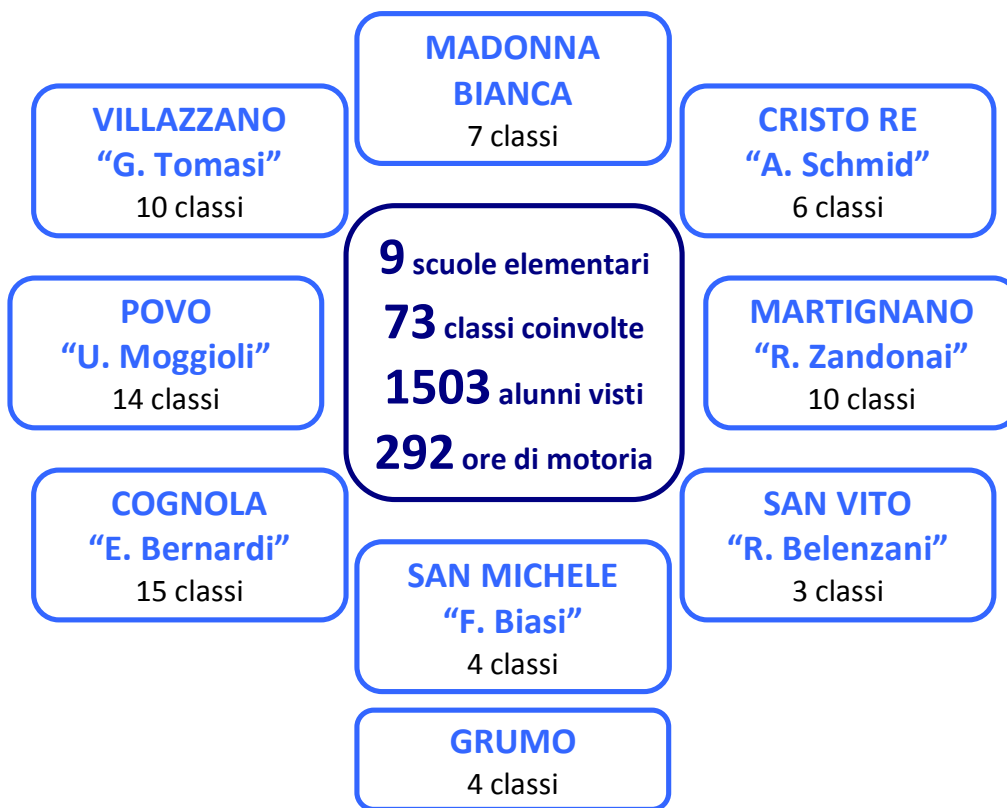 MADONNA
BIANCA
7 classi
VILLAZZANO
“G. Tomasi”
10 classi
CRISTO RE
“A. Schmid”
6 classi
9 scuole elementari
73 classi coinvolte
1503 alunni visti
292 ore di motoria
POVO
“U. Moggioli”
14 classi
MARTIGNANO
“R. Zandonai”
10 classi
COGNOLA
“E. Bernardi”
15 classi
SAN VITO
“R. Belenzani”
3 classi
SAN MICHELE
“F. Biasi”
4 classi
GRUMO
4 classi